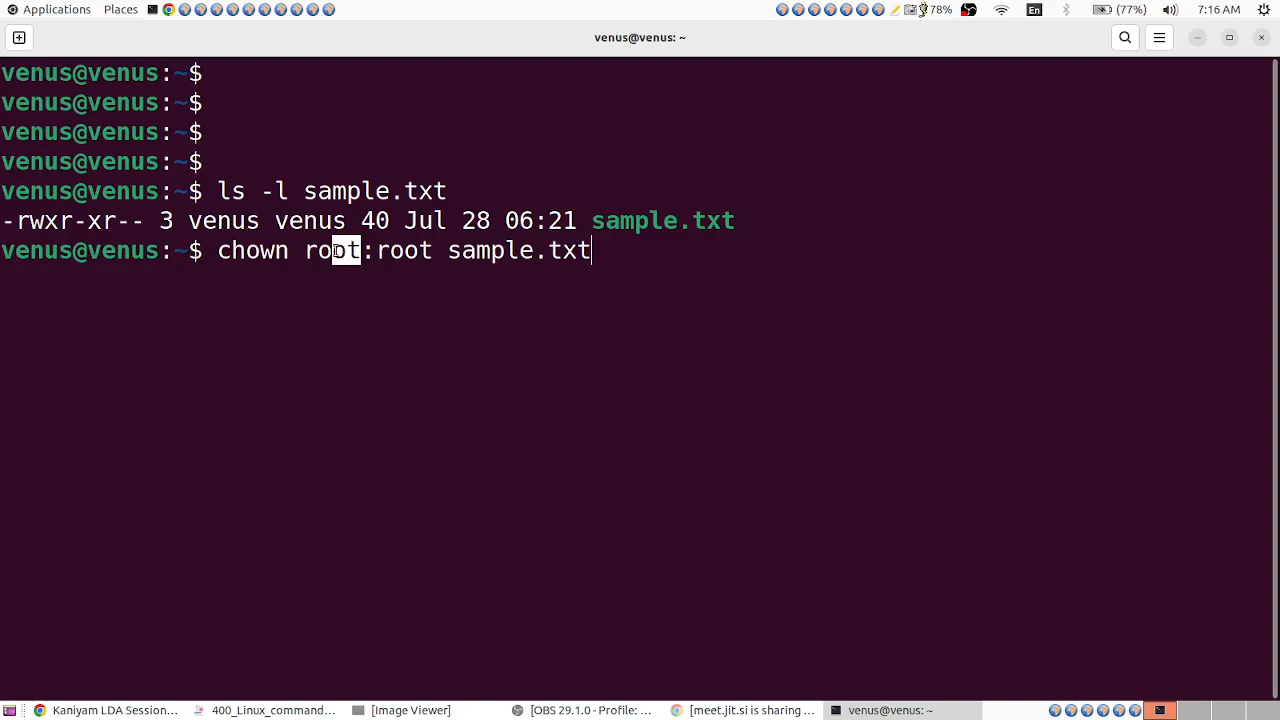 Applications Places 78% En (77%) 7:16 AM
venus@venus: ~
venus@venus:~$
venus@venus:~$
venus@venus:~$
venus@venus:~$
venus@venus:~$ ls -l sample.txt
-rwxr-xr-- 3 venus venus 40 Jul 28 06:21 sample.txt
venus@venus:~$ chown root:root sample.txt
Kaniyam LDA Session... 400_Linux_command... [Image Viewer] [OBS 29.1.0 - Profile: ... [meet.jit.si is sharing ... venus@venus: ~